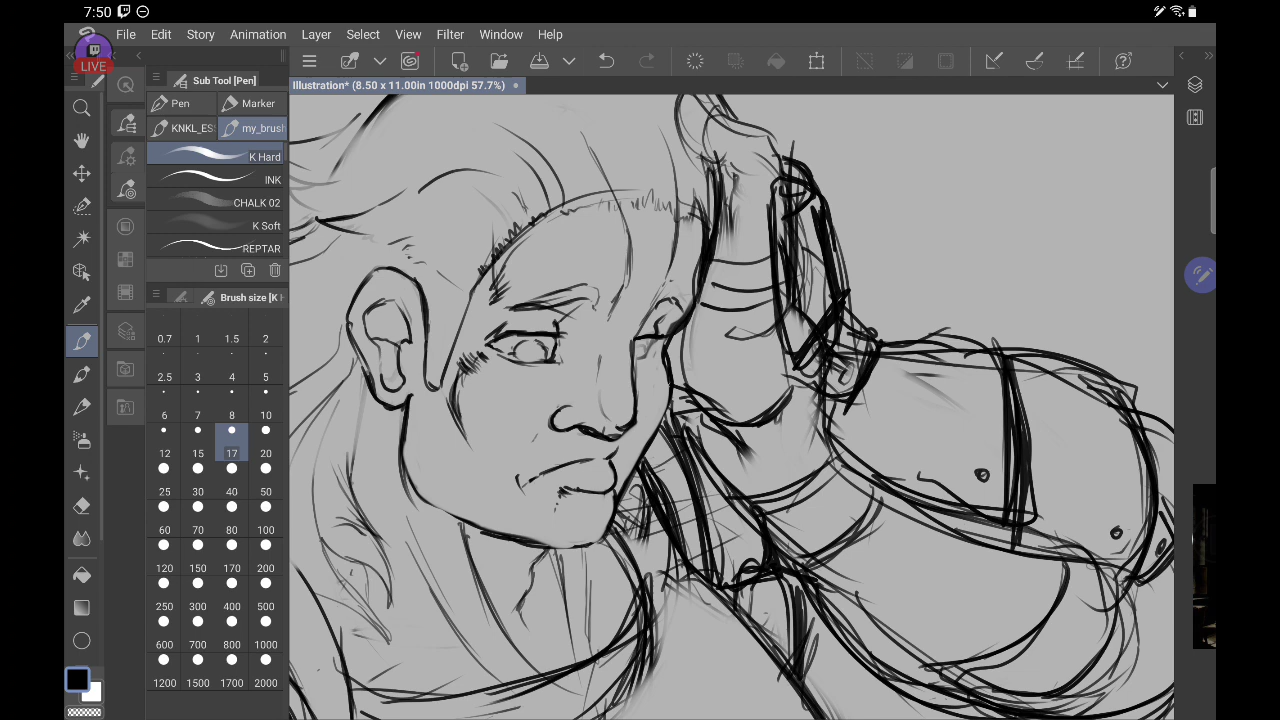 7:50
LIVE
File Edit Story Animation Layer Select View Filter Window Help
Sub Tool [Pen]
Illustration* (8.50 x 11.00in 1000dpi 57.7%)
Pen Marker
KNKL_ES my_brush
K Hard
INK
CHALK 02
K Soft
REPTAR
Brush size [K H
0.7 1 1.5 2
2.5 3 4 5
6 7 8 10
12 15 17 20
25 30 40 50
60 70 80 100
120 150 170 200
250 300 400 500
600 700 800 1000
1200 1500 1700 2000